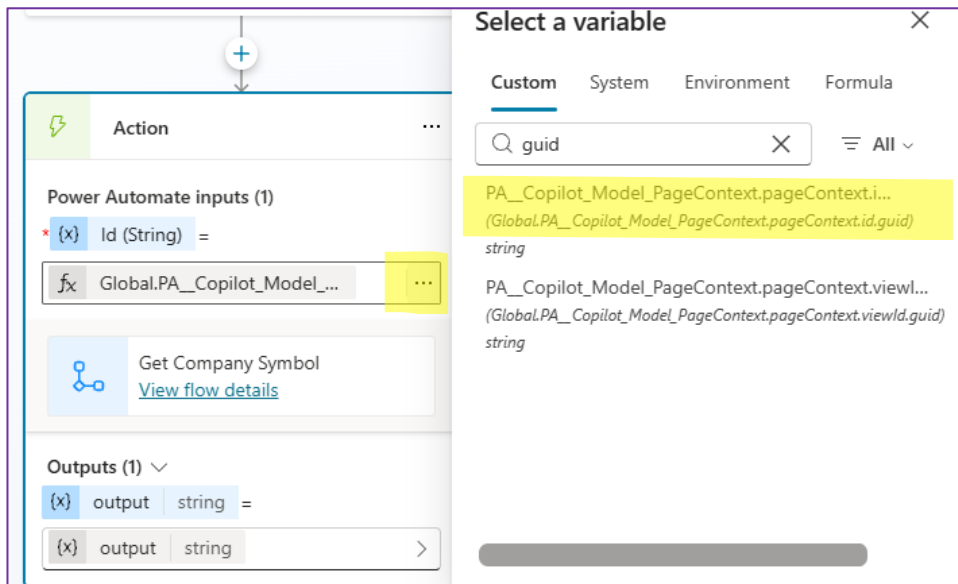 Action
...
Power Automate inputs (1)
* {x} Id (String) =
fx Global.PA__Copilot_Model_... ...
Get Company Symbol
View flow details
Outputs (1)
{x} output string =
{x} output string
Select a variable
Custom System Environment Formula
guid All
PA__Copilot_Model_PageContext.pageContext.i...
(Global.PA__Copilot_Model_PageContext.pageContext.id.guid)
string
PA__Copilot_Model_PageContext.pageContext.viewI...
(Global.PA__Copilot_Model_PageContext.pageContext.viewId.guid)
string